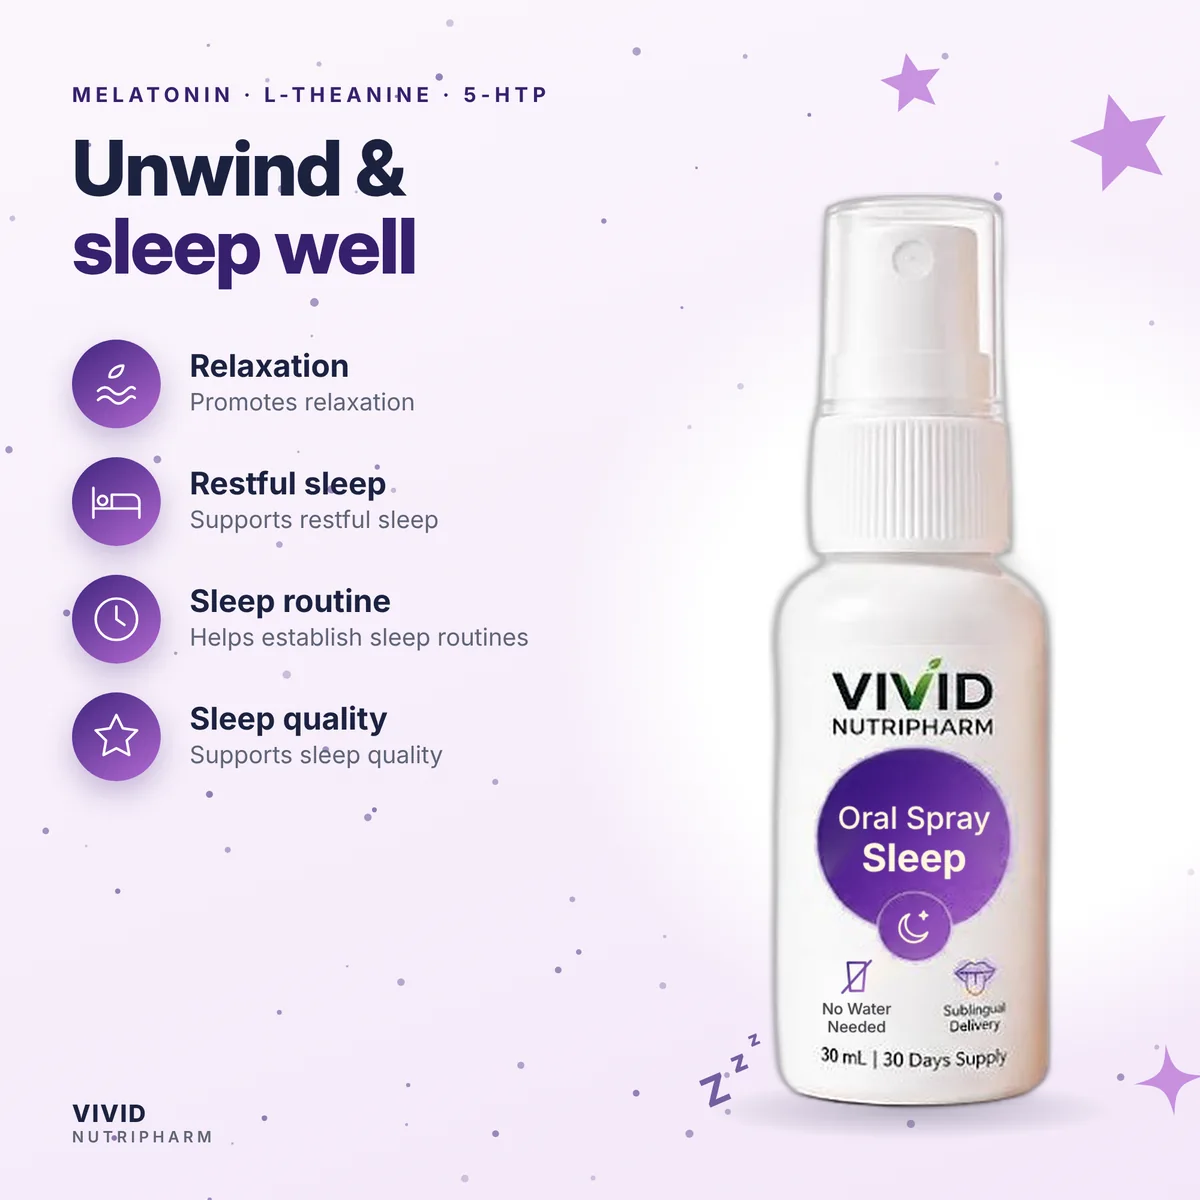 MELATONIN · L-THEANINE · 5-HTP
Unwind &
sleep well
Relaxation
Promotes relaxation
Restful sleep
Supports restful sleep
Sleep routine
Helps establish sleep routines
Sleep quality
Supports sleep quality
VIVID
NUTRIPHARM
Oral Spray
Sleep
No Water
Needed
Sublingual
Delivery
30 mL | 30 Days Supply
z
z
Z
VIVID
NUTRIPHARM